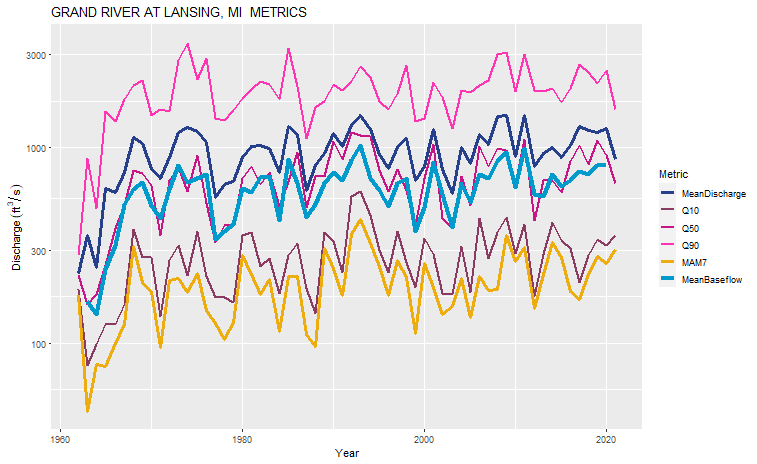 GRAND RIVER AT LANSING, MI  METRICS
3000
1000
300
100
Discharge (ft³/s)
1960
1980
2000
2020
Year
Metric
MeanDischarge
Q10
Q50
Q90
MAM7
MeanBaseflow